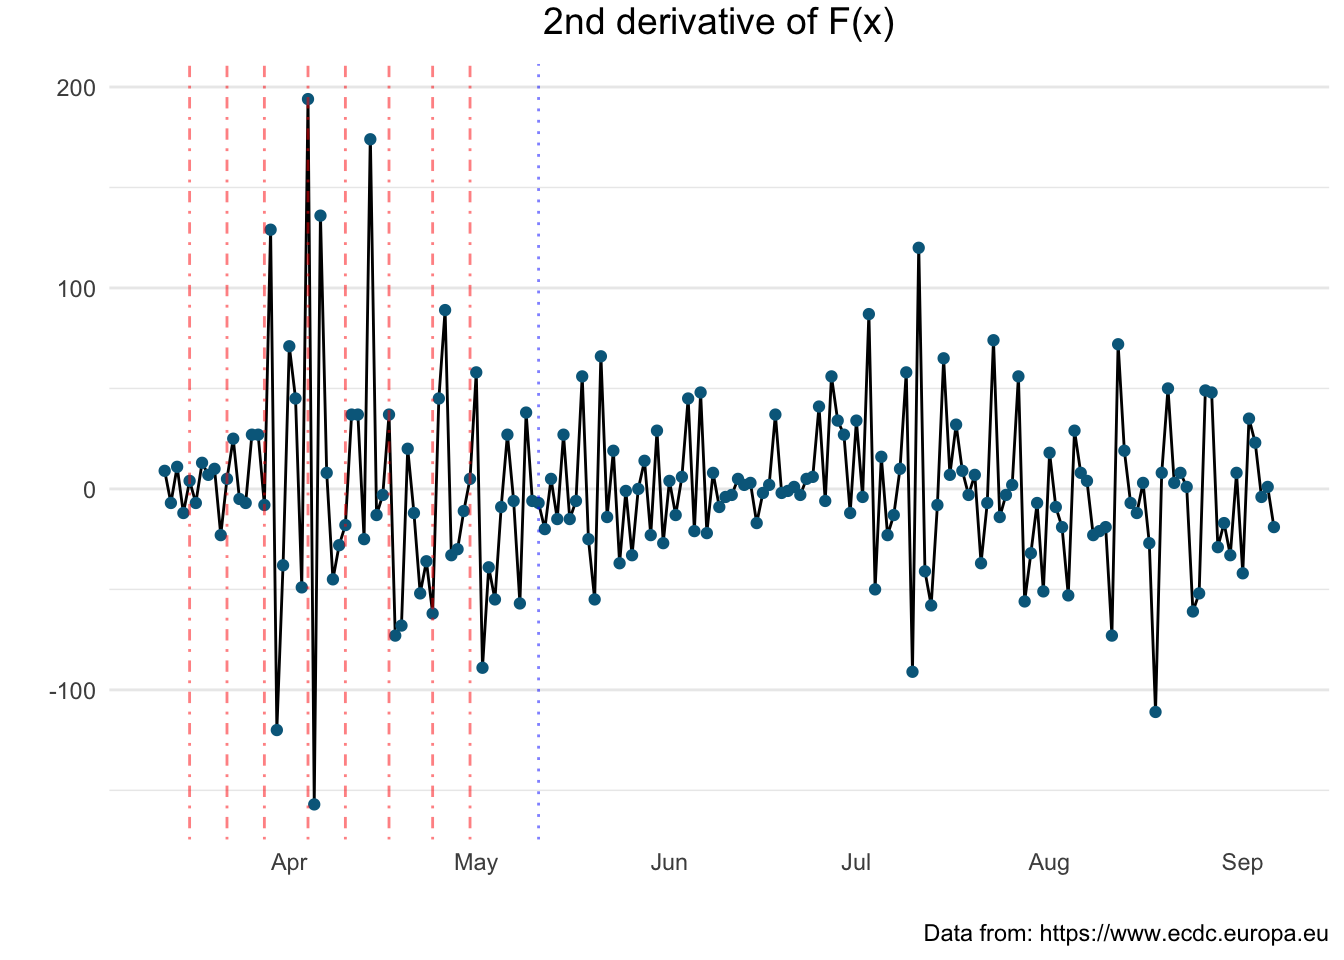 2nd derivative of F(x)
200
100
0
-100
Apr May Jun Jul Aug Sep
Data from: https://www.ecdc.europa.eu